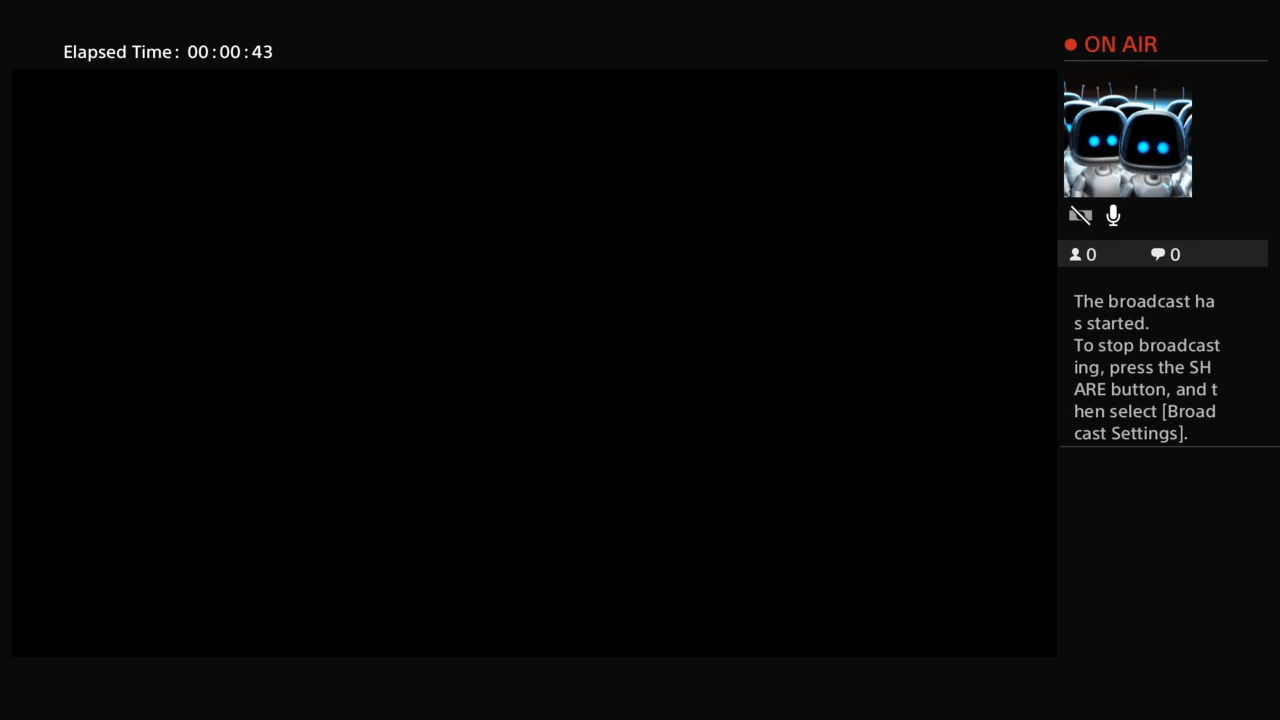 Elapsed Time: 00:00:43
ON AIR
0 0
The broadcast ha
s started.
To stop broadcast
ing, press the SH
ARE button, and t
hen select [Broad
cast Settings].